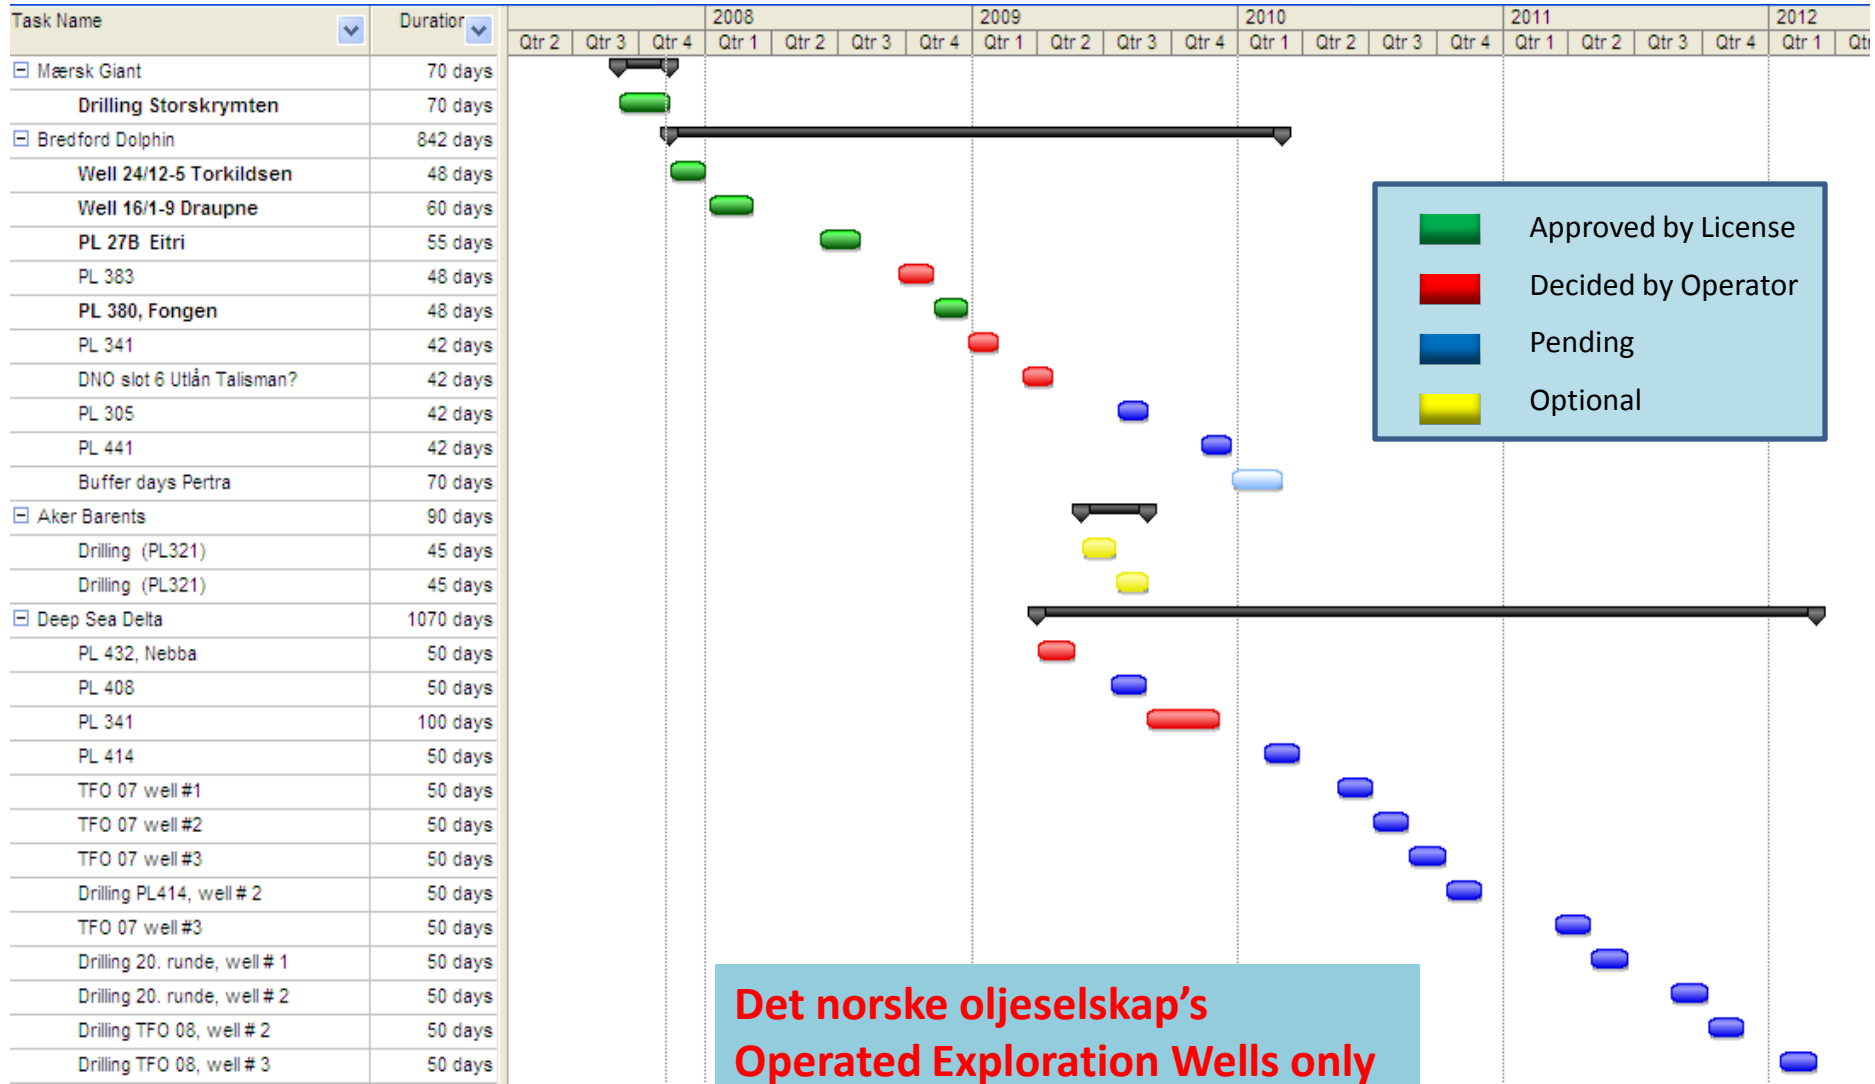 Task Name Duration 2008 2009 2010 2011 2012
Qtr 2 Qtr 3 Qtr 4 Qtr 1 Qtr 2 Qtr 3 Qtr 4 Qtr 1 Qtr 2 Qtr 3 Qtr 4 Qtr 1 Qtr 2 Qtr 3 Qtr 4 Qtr 1 Qtr 2 Qtr 3 Qtr 4 Qtr 1 Qt
Mærsk Giant 70 days
Drilling Storskrymten 70 days
Bredford Dolphin 842 days
Well 24/12-5 Torkildsen 48 days
Well 16/1-9 Draupne 60 days
PL 27B Eitri 55 days
PL 383 48 days
PL 380, Fongen 48 days
PL 341 42 days
DNO slot 6 Utlån Talisman? 42 days
PL 305 42 days
PL 441 42 days
Buffer days Pertra 70 days
Aker Barents 90 days
Drilling (PL321) 45 days
Drilling (PL321) 45 days
Deep Sea Delta 1070 days
PL 432, Nebba 50 days
PL 408 50 days
PL 341 100 days
PL 414 50 days
TFO 07 well #1 50 days
TFO 07 well #2 50 days
TFO 07 well #3 50 days
Drilling PL414, well # 2 50 days
TFO 07 well #3 50 days
Drilling 20. runde, well # 1 50 days
Drilling 20. runde, well # 2 50 days
Drilling TFO 08, well # 2 50 days
Drilling TFO 08, well # 3 50 days
Approved by License
Decided by Operator
Pending
Optional
Det norske oljeselskap's
Operated Exploration Wells only